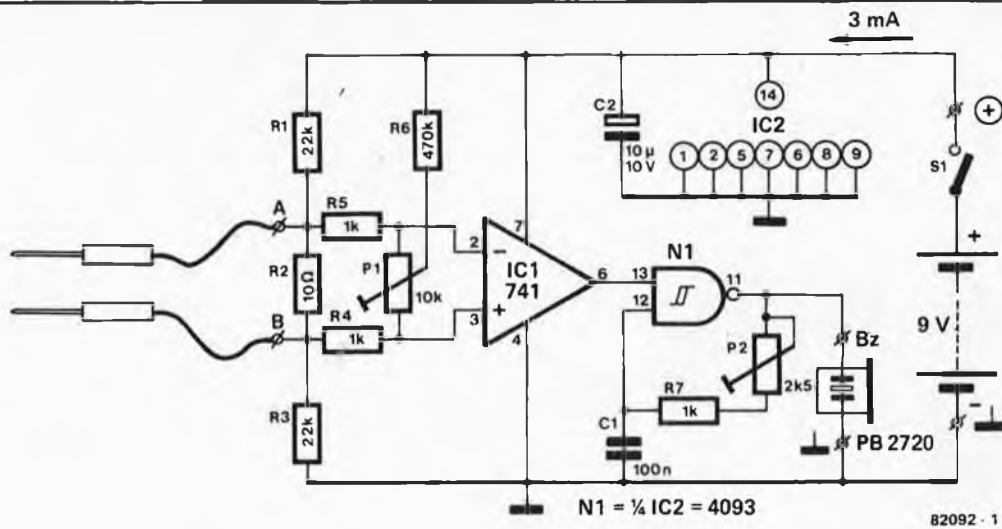 3 mA
R1
22k
R6
470k
C2
10 µ
10 V
14
IC2
1 2 5 7 6 8 9
+
S1
A
R5
1k
R2
10Ω
P1
10k
B
R4
1k
2
−
3
+
7
IC1
741
4
6
N1
13
12
11
P2
2k5
Bz
R7
1k
C1
100n
PB 2720
+
9 V
−
R3
22k
N1 = ¼ IC2 = 4093
82092 - 1